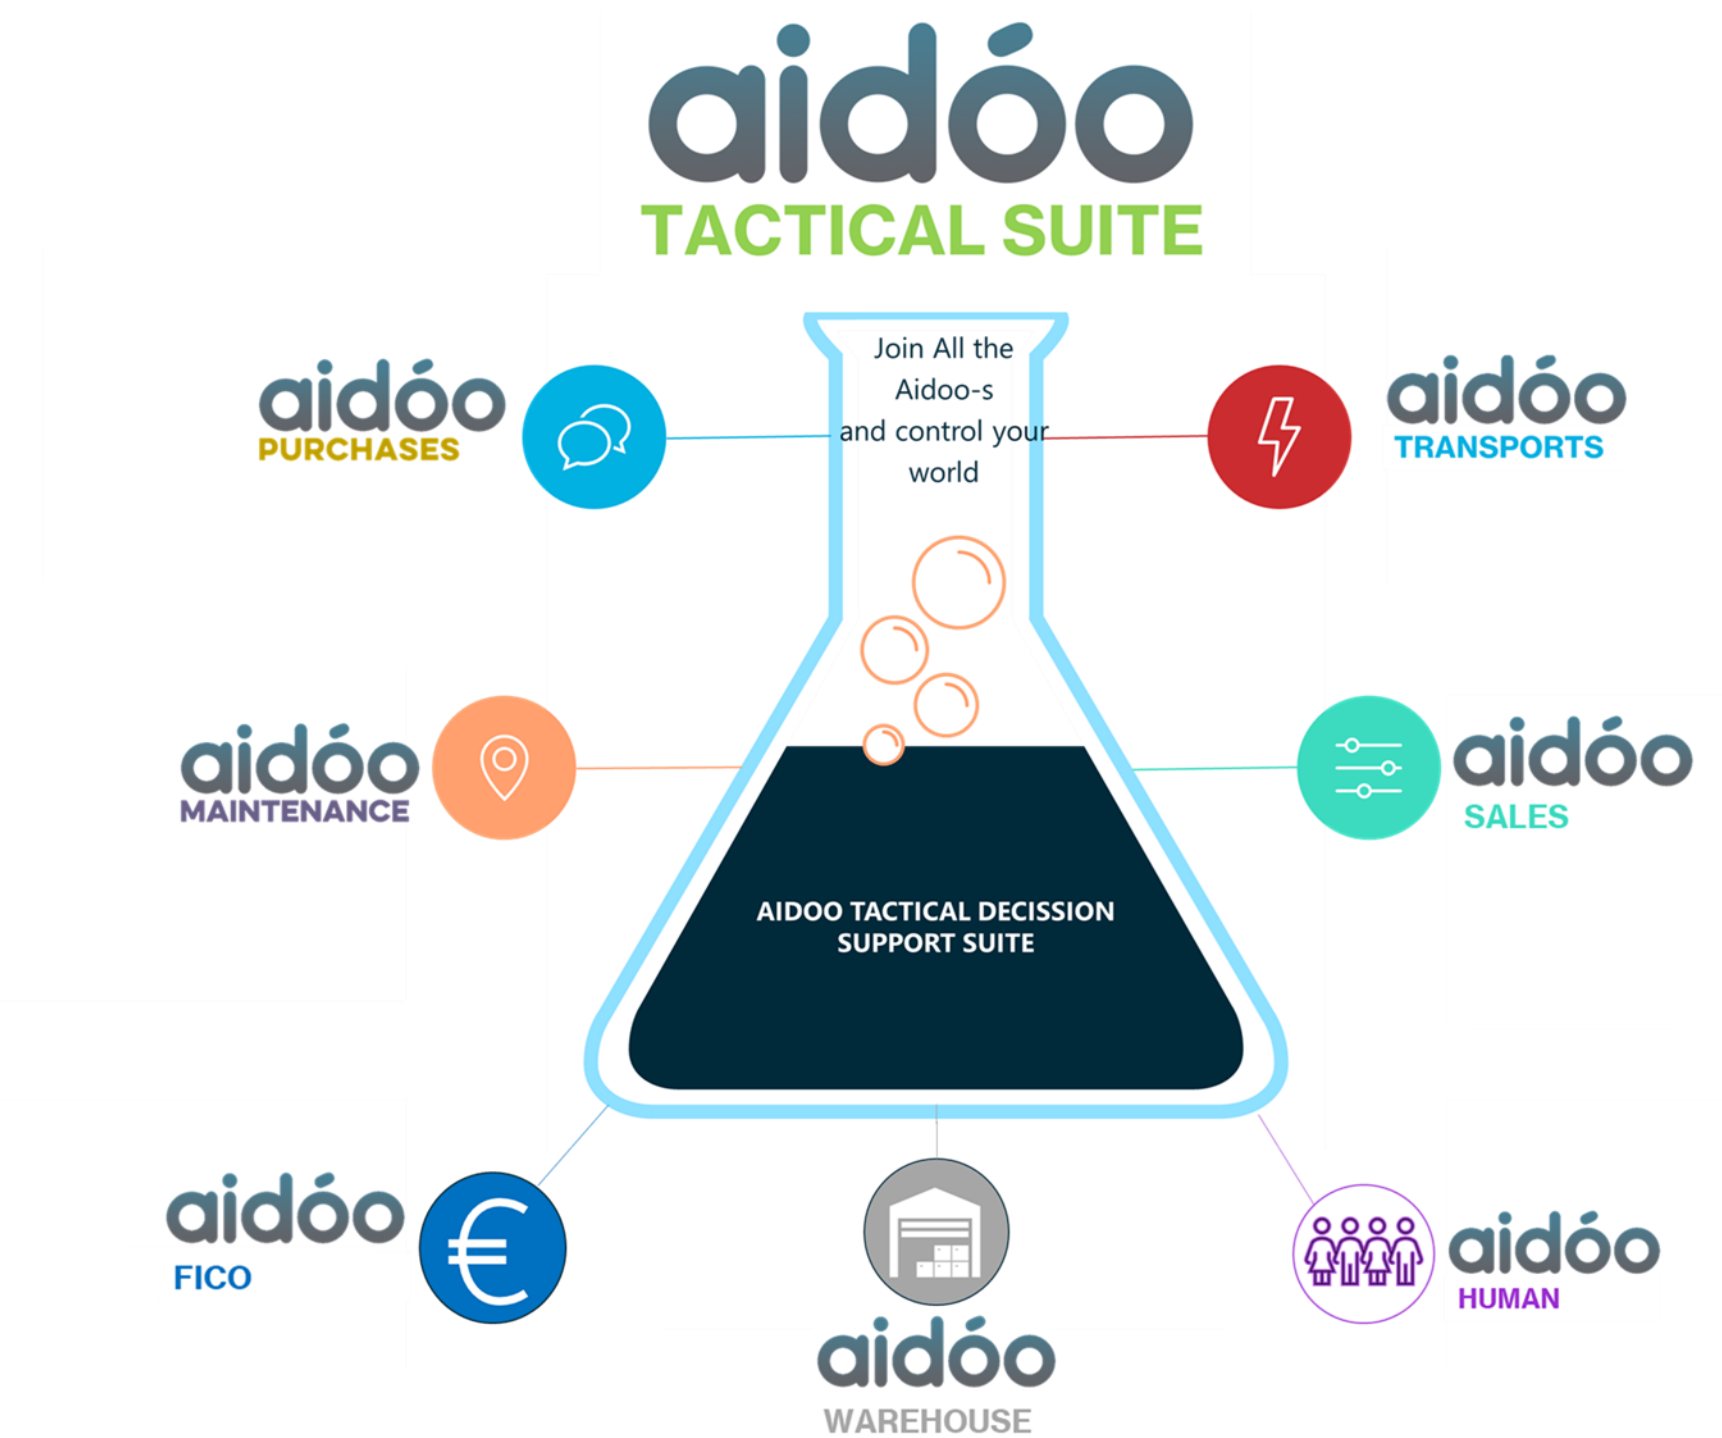 aidóo
TACTICAL SUITE
Join All the
Aidoo-s
and control your
world
aidóo
PURCHASES
aidóo
TRANSPORTS
aidóo
MAINTENANCE
aidóo
SALES
AIDOO TACTICAL DECISSION
SUPPORT SUITE
aidóo
FICO
€
aidóo
HUMAN
aidóo
WAREHOUSE